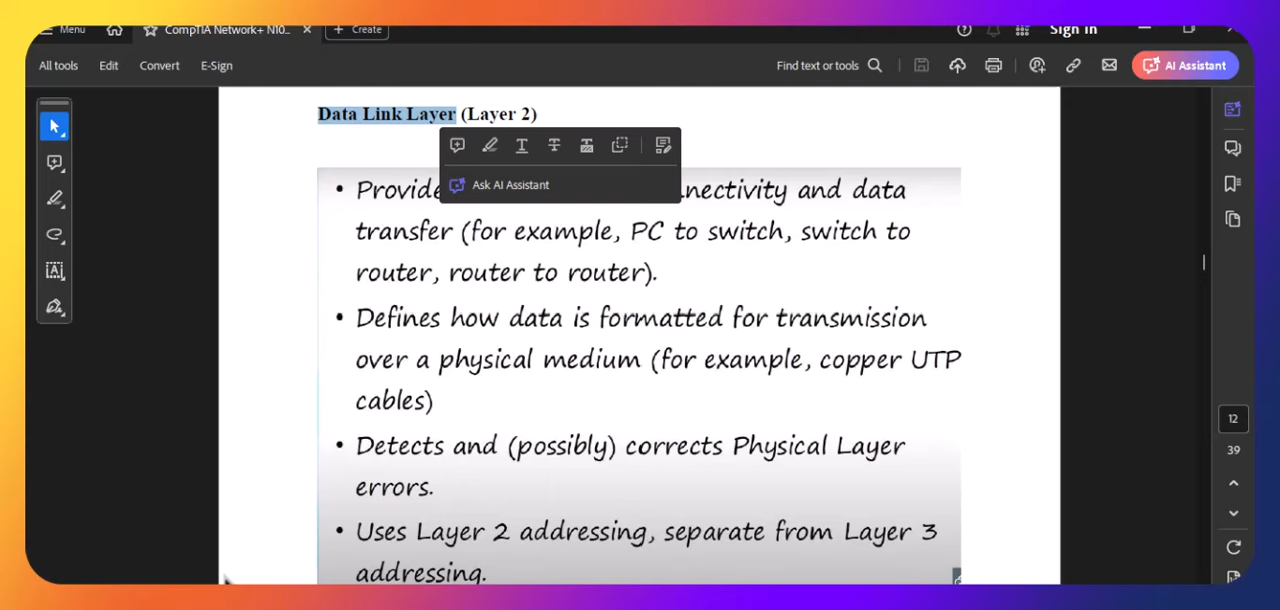 Menu
CompTIA Network+ N10...
Create
Sign in
All tools Edit Convert E-Sign
Find text or tools
AI Assistant
Data Link Layer (Layer 2)
Ask AI Assistant
• connectivity and data
transfer (for example, PC to switch, switch to
router, router to router).
• Defines how data is formatted for transmission
over a physical medium (for example, copper UTP
cables)
• Detects and (possibly) corrects Physical Layer
errors.
• Uses Layer 2 addressing, separate from Layer 3
addressing.
12
39